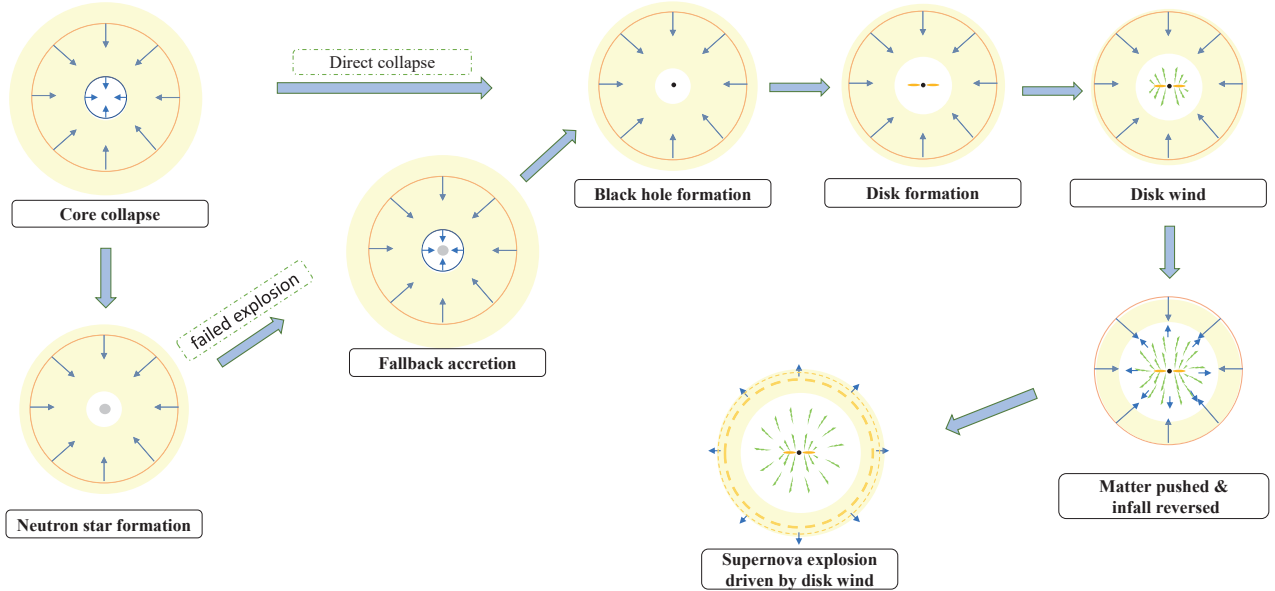 Direct collapse
Core collapse
Black hole formation
Disk formation
Disk wind
failed explosion
Fallback accretion
Neutron star formation
Matter pushed &
infall reversed
Supernova explosion
driven by disk wind